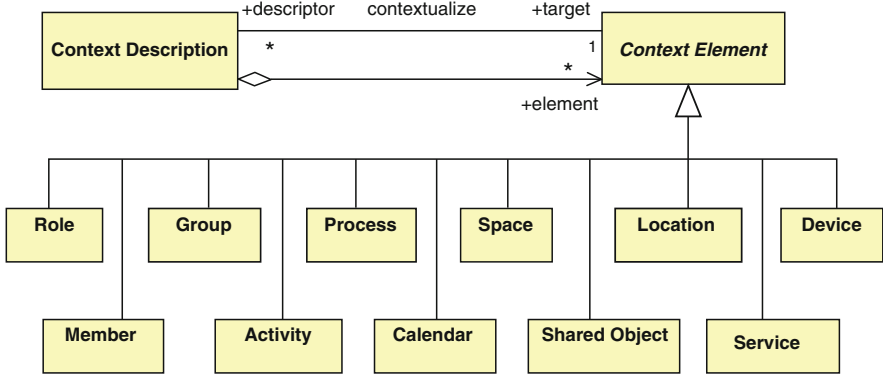 +descriptor contextualize +target
Context Description
* 1
Context Element
*
+element
Role Group Process Space Location Device
Member Activity Calendar Shared Object Service